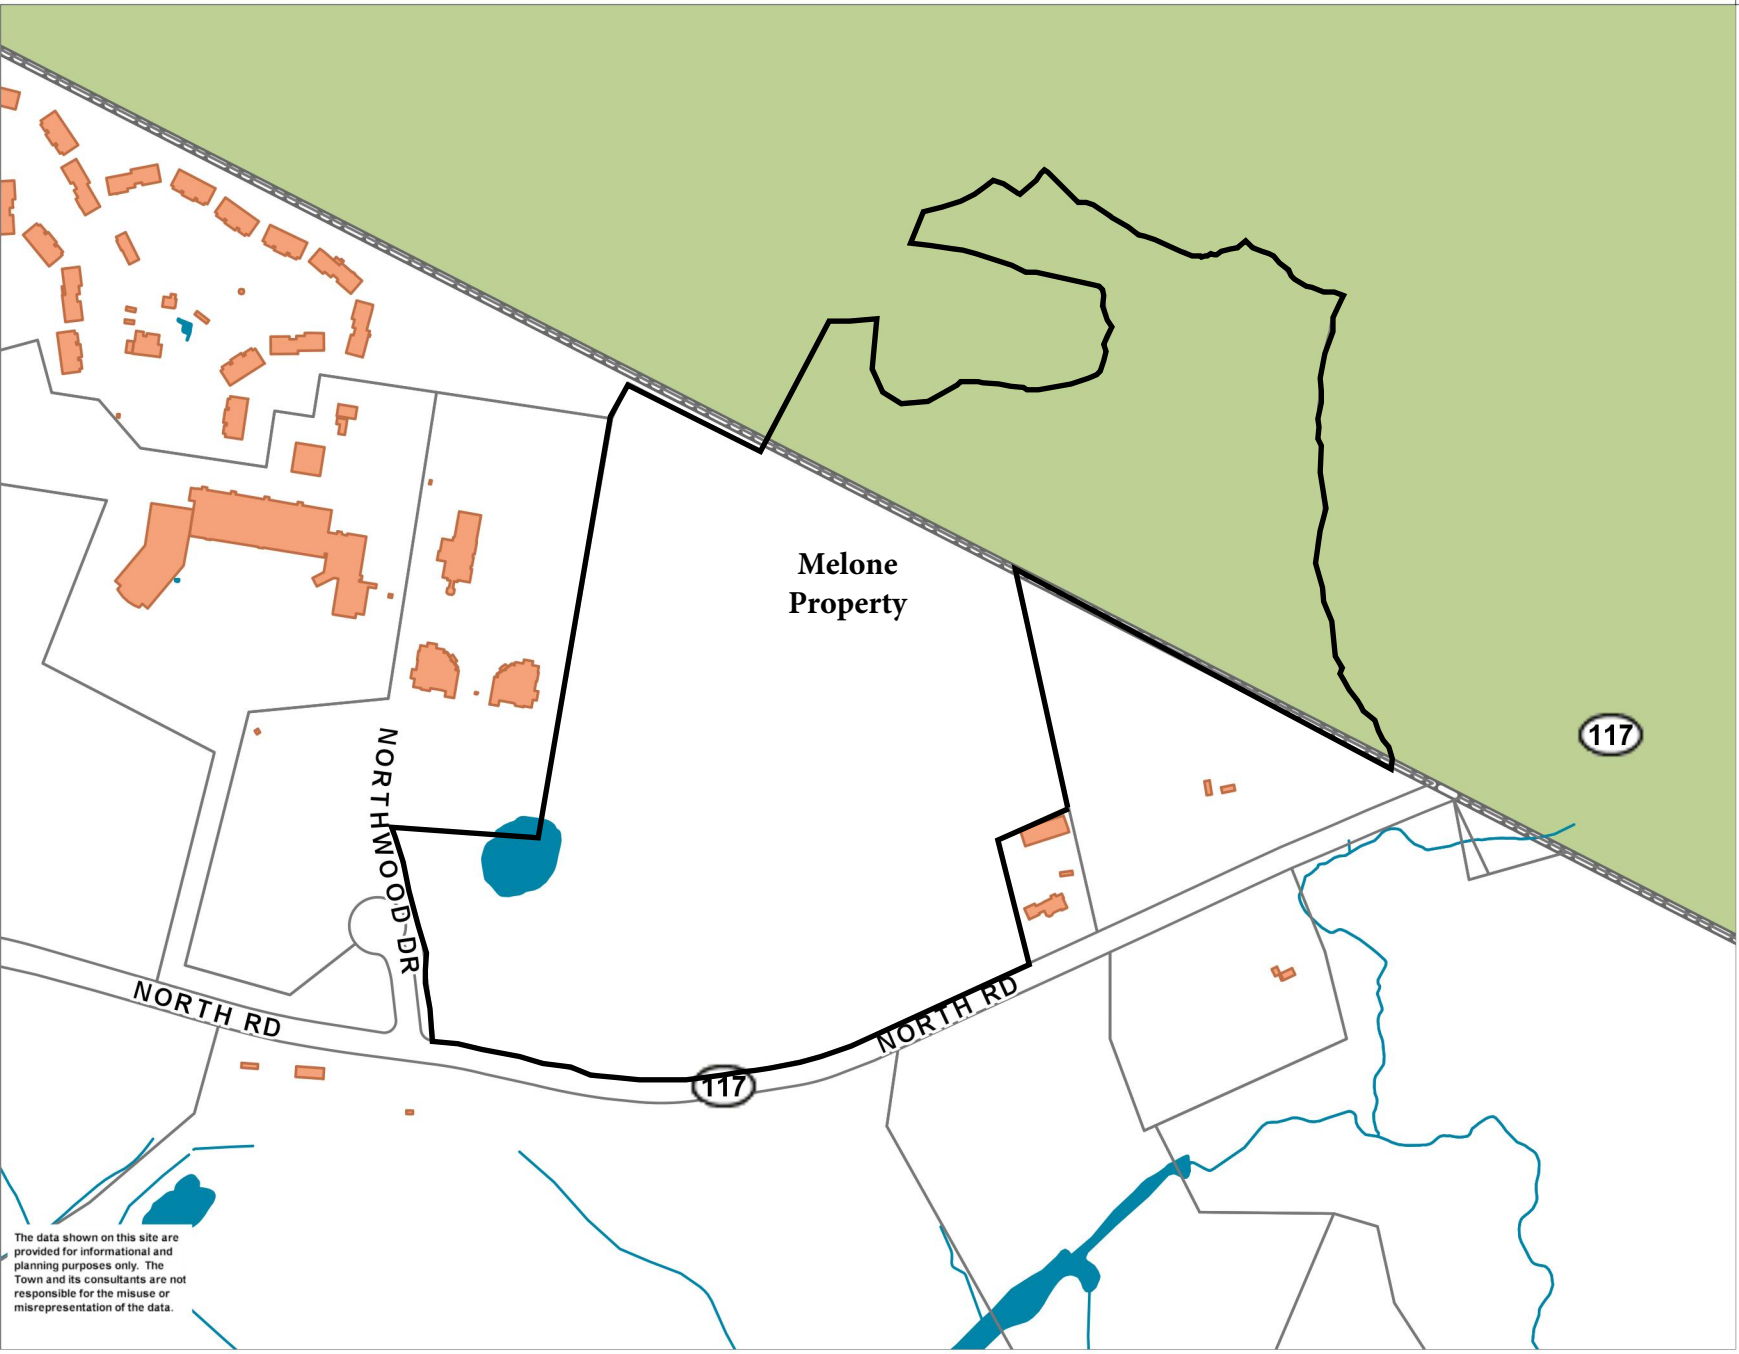 Melone
Property
117
NORTHWOOD DR
NORTH RD
NORTH RD
117
The data shown on this site are
provided for informational and
planning purposes only. The
Town and its consultants are not
responsible for the misuse or
misrepresentation of the data.